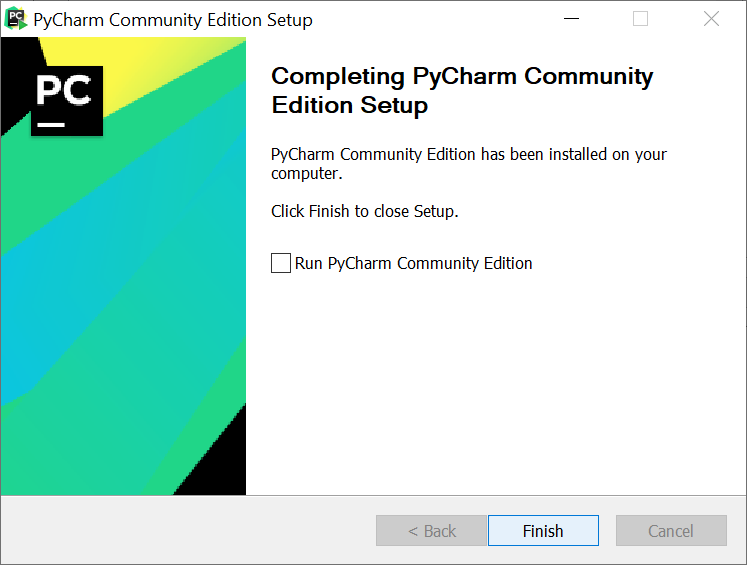 PC PyCharm Community Edition Setup
PC
Completing PyCharm Community
Edition Setup
PyCharm Community Edition has been installed on your
computer.
Click Finish to close Setup.
Run PyCharm Community Edition
< Back Finish Cancel